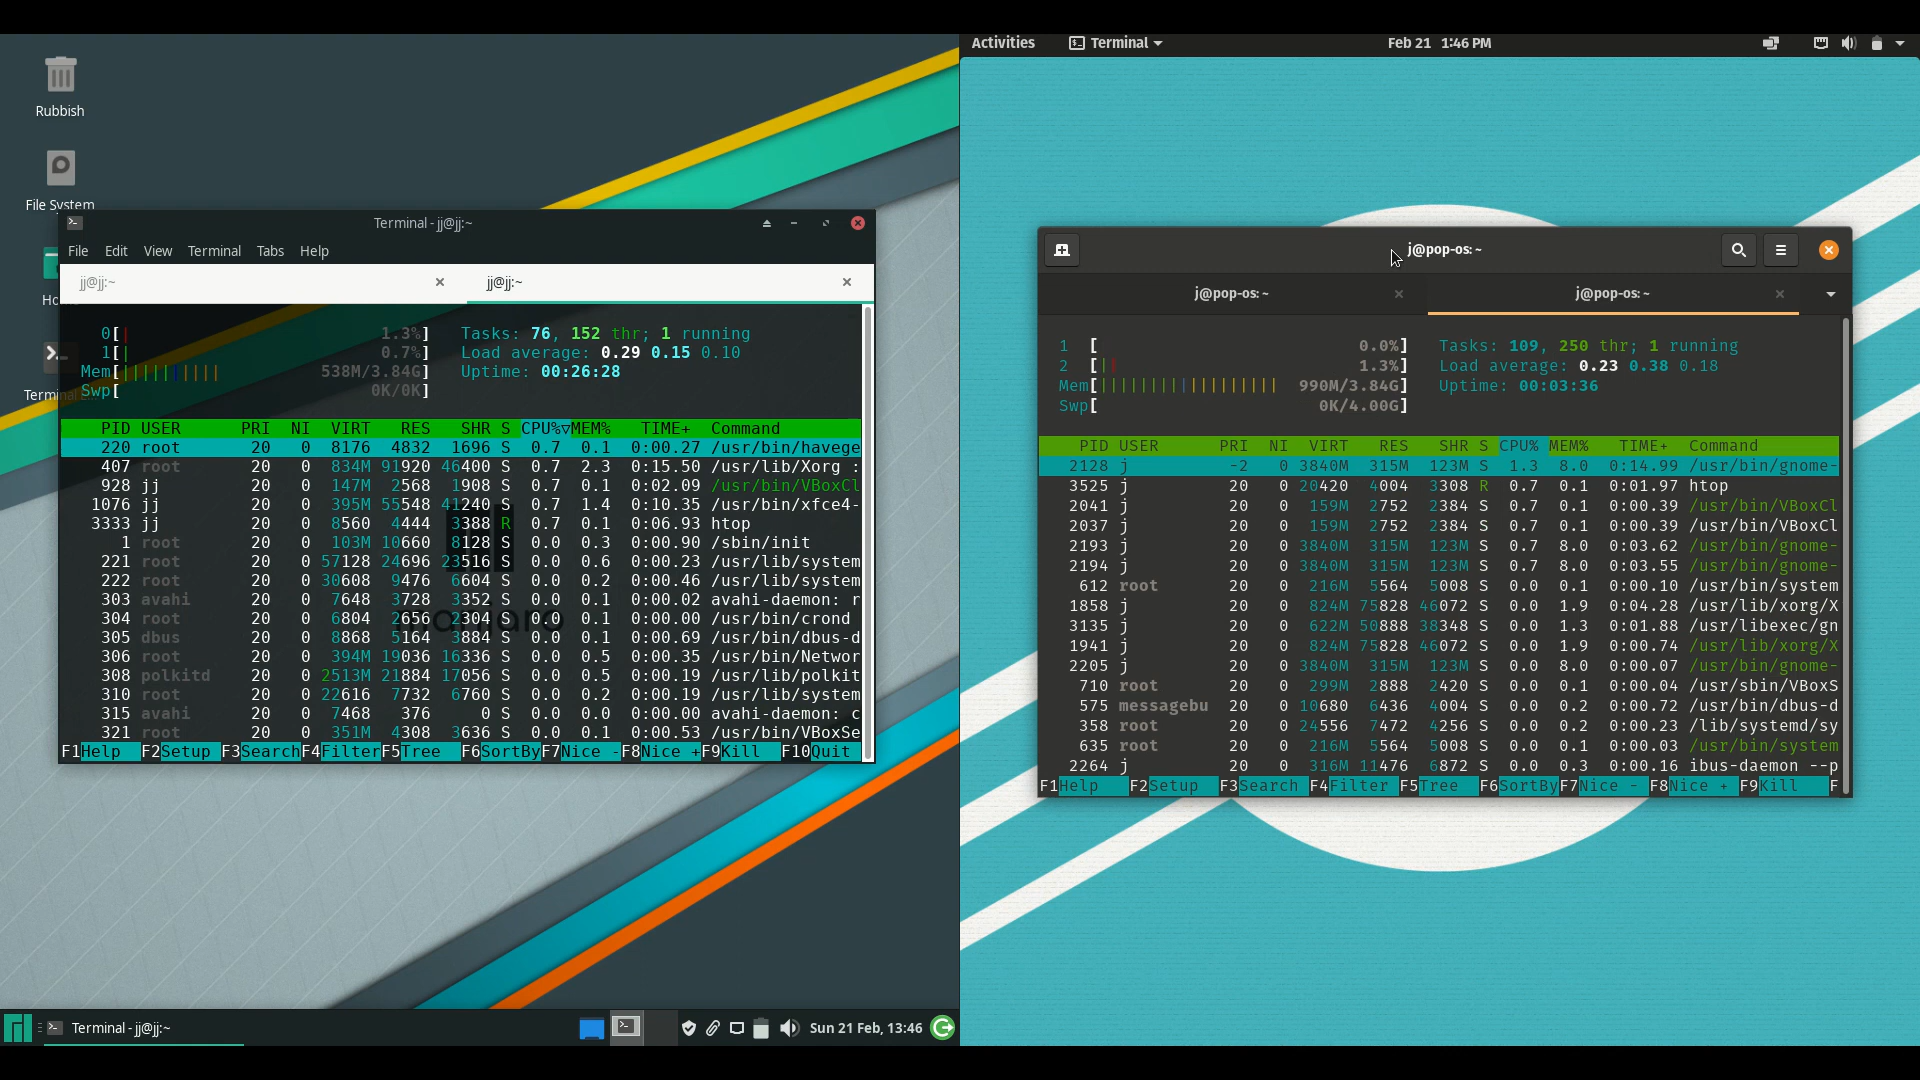 Rubbish
File System
Terminal - jj@jj:~
File Edit View Terminal Tabs Help
jj@jj:~ jj@jj:~
0[| 1.3%] Tasks: 76, 152 thr; 1 running
1[| 0.7%] Load average: 0.29 0.15 0.10
Mem[|||||||||| 538M/3.84G] Uptime: 00:26:28
Swp[ 0K/0K]
PID USER PRI NI VIRT RES SHR S CPU%▽MEM% TIME+ Command
220 root 20 0 8176 4832 1696 S 0.7 0.1 0:00.27 /usr/bin/havege
407 root 20 0 834M 91920 46400 S 0.7 2.3 0:15.50 /usr/lib/Xorg :
928 jj 20 0 147M 2568 1908 S 0.7 0.1 0:02.09 /usr/bin/VBoxCl
1076 jj 20 0 395M 55548 41240 S 0.7 1.4 0:10.35 /usr/bin/xfce4-
3333 jj 20 0 8560 4444 3388 R 0.7 0.1 0:06.93 htop
1 root 20 0 103M 10660 8128 S 0.0 0.3 0:00.90 /sbin/init
221 root 20 0 57128 24696 23516 S 0.0 0.6 0:00.23 /usr/lib/system
222 root 20 0 30608 9476 6604 S 0.0 0.2 0:00.46 /usr/lib/system
303 avahi 20 0 7648 3728 3352 S 0.0 0.1 0:00.02 avahi-daemon: r
304 root 20 0 6804 2656 2304 S 0.0 0.1 0:00.00 /usr/bin/crond
305 dbus 20 0 8868 5164 3884 S 0.0 0.1 0:00.69 /usr/bin/dbus-d
306 root 20 0 394M 19036 16336 S 0.0 0.5 0:00.35 /usr/bin/Networ
308 polkitd 20 0 2513M 21884 17056 S 0.0 0.5 0:00.19 /usr/lib/polkit
310 root 20 0 22616 7732 6760 S 0.0 0.2 0:00.19 /usr/lib/system
315 avahi 20 0 7468 376 0 S 0.0 0.0 0:00.00 avahi-daemon: c
321 root 20 0 351M 4308 3636 S 0.0 0.1 0:00.53 /usr/bin/VBoxSe
F1Help F2Setup F3SearchF4FilterF5Tree F6SortByF7Nice -F8Nice +F9Kill F10Quit
manjaro
Terminal - jj@jj:~
Sun 21 Feb, 13:46
Activities Terminal Feb 21 1:46 PM
j@pop-os: ~
j@pop-os: ~ j@pop-os: ~
1 [ 0.0%] Tasks: 109, 250 thr; 1 running
2 [|| 1.3%] Load average: 0.23 0.38 0.18
Mem[|||||||||||||||||| 990M/3.84G] Uptime: 00:03:36
Swp[ 0K/4.00G]
PID USER PRI NI VIRT RES SHR S CPU% MEM% TIME+ Command
2128 j -2 0 3840M 315M 123M S 1.3 8.0 0:14.99 /usr/bin/gnome-
3525 j 20 0 20420 4004 3308 R 0.7 0.1 0:01.97 htop
2041 j 20 0 159M 2752 2384 S 0.7 0.1 0:00.39 /usr/bin/VBoxCl
2037 j 20 0 159M 2752 2384 S 0.7 0.1 0:00.39 /usr/bin/VBoxCl
2193 j 20 0 3840M 315M 123M S 0.7 8.0 0:03.62 /usr/bin/gnome-
2194 j 20 0 3840M 315M 123M S 0.7 8.0 0:03.55 /usr/bin/gnome-
612 root 20 0 216M 5564 5008 S 0.0 0.1 0:00.10 /usr/bin/system
1858 j 20 0 824M 75828 46072 S 0.0 1.9 0:04.28 /usr/lib/xorg/X
3135 j 20 0 622M 50888 38348 S 0.0 1.3 0:01.88 /usr/libexec/gn
1941 j 20 0 824M 75828 46072 S 0.0 1.9 0:00.74 /usr/lib/xorg/X
2205 j 20 0 3840M 315M 123M S 0.0 8.0 0:00.07 /usr/bin/gnome-
710 root 20 0 299M 2888 2420 S 0.0 0.1 0:00.04 /usr/sbin/VBoxS
575 messagebu 20 0 10680 6436 4004 S 0.0 0.2 0:00.72 /usr/bin/dbus-d
358 root 20 0 24556 7472 4256 S 0.0 0.2 0:00.23 /lib/systemd/sy
635 root 20 0 216M 5564 5008 S 0.0 0.1 0:00.03 /usr/bin/system
2264 j 20 0 316M 11476 6872 S 0.0 0.3 0:00.16 ibus-daemon --p
F1Help F2Setup F3Search F4Filter F5Tree F6SortByF7Nice - F8Nice + F9Kill F